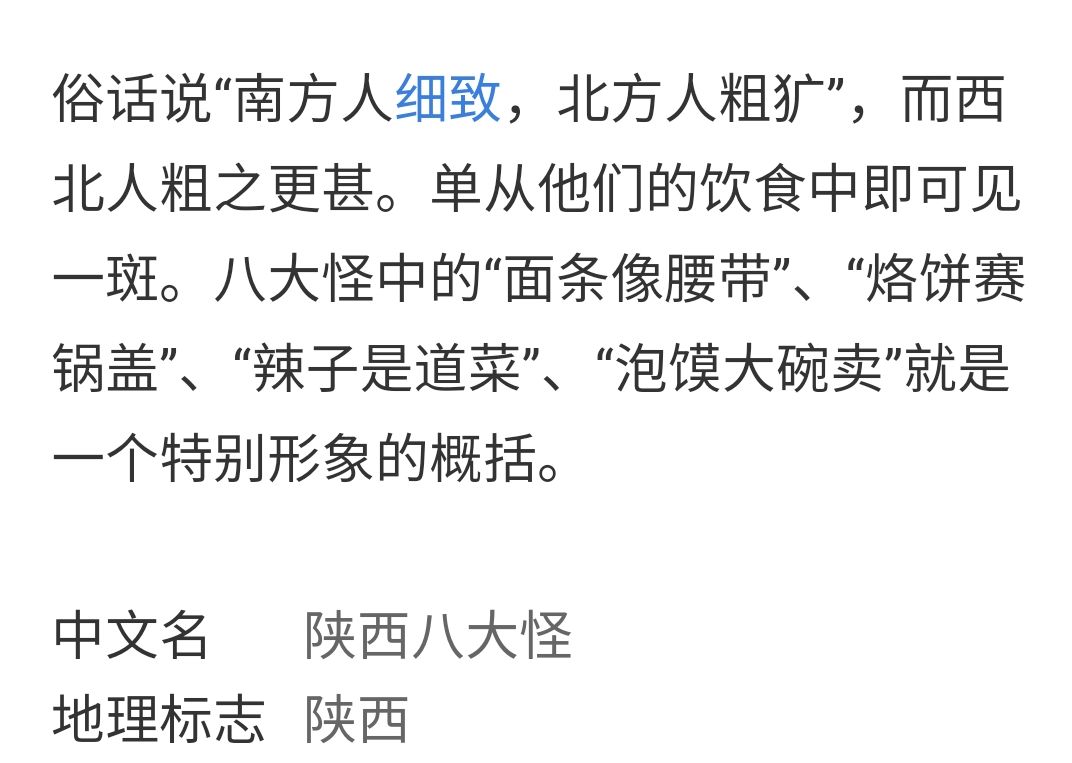 俗话说“南方人细致，北方人粗犷”，而西
北人粗之更甚。单从他们的饮食中即可见
一斑。八大怪中的“面条像腰带”、“烙饼赛
锅盖”、“辣子是道菜”、“泡馍大碗卖”就是
一个特别形象的概括。
中文名 陕西八大怪
地理标志 陕西